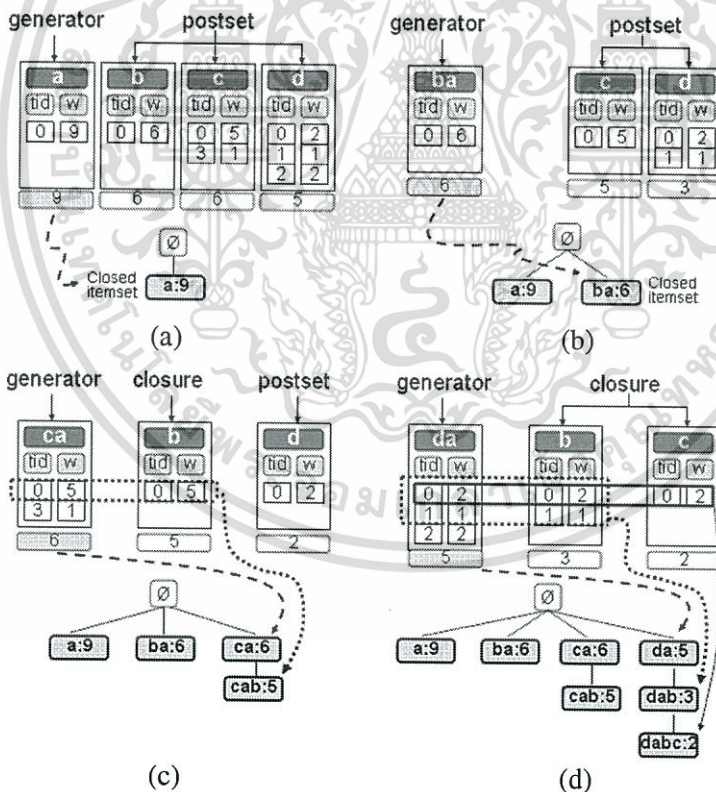 generator postset
a b c d
tid w tid w tid w tid w
0 9 0 6 0 5 0 2
3 1 1 1
2 2
9 6 6 5
Ø
Closed itemset a:9
(a)
generator postset
ba c d
tid w tid w tid w
0 6 0 5 0 2
1 1
6 5 3
Ø
a:9 ba:6 Closed itemset
(b)
generator closure postset
ca b d
tid w tid w tid w
0 5 0 5 0 2
3 1
6 5 2
Ø
a:9 ba:6 ca:6
cab:5
(c)
generator closure
da b c
tid w tid w tid w
0 2 0 2 0 2
1 1 1 1
2 2
5 3 2
Ø
a:9 ba:6 ca:6 da:5
cab:5 dab:3
dabc:2
(d)